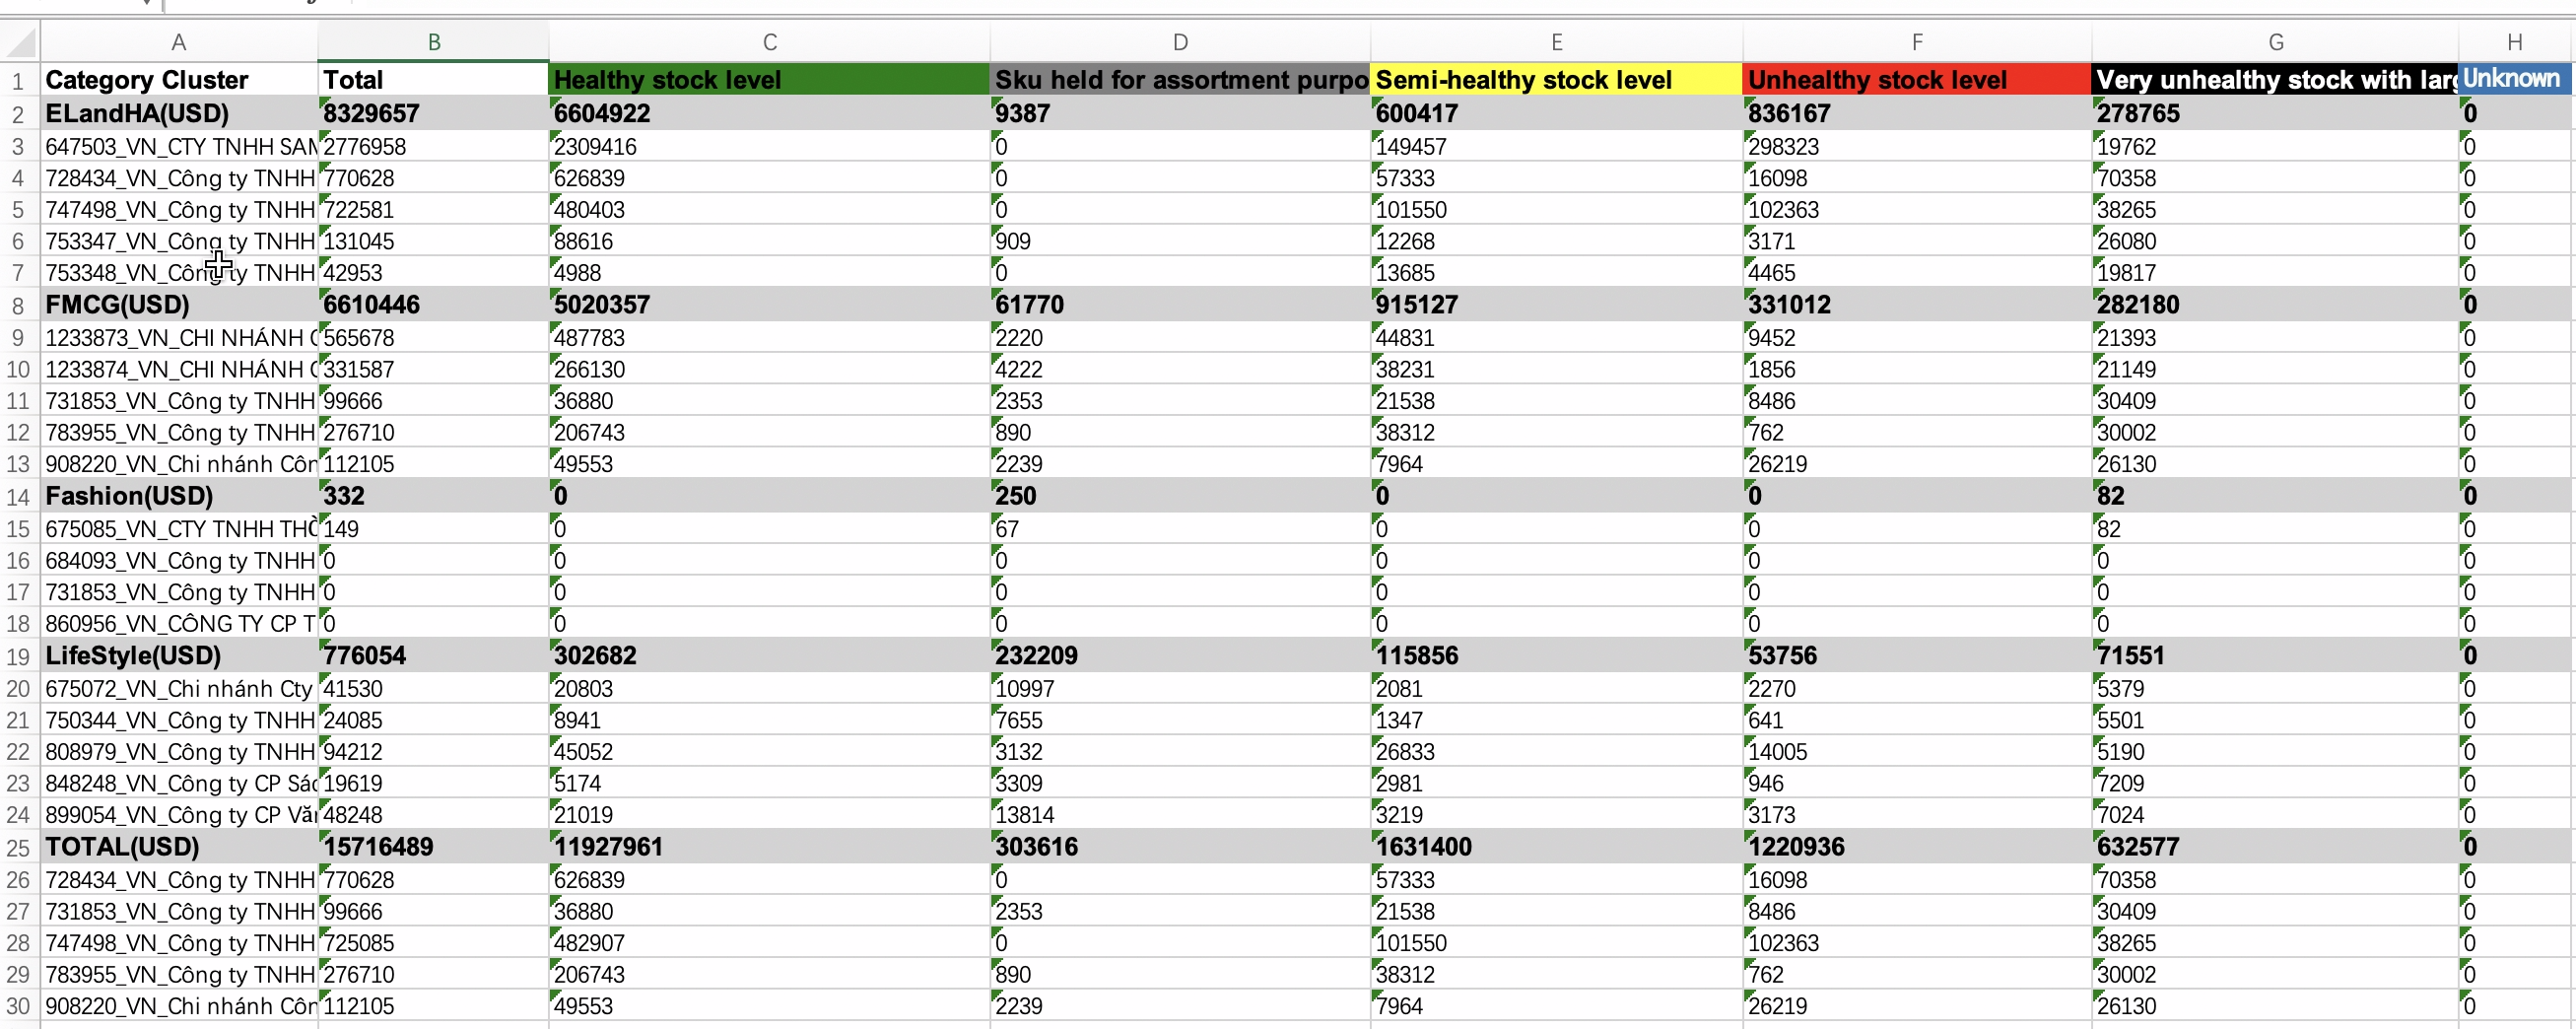 A B C D E F G H
1 Category Cluster Total Healthy stock level Sku held for assortment purpo Semi-healthy stock level Unhealthy stock level Very unhealthy stock with larg Unknown
2 ELandHA(USD) 8329657 6604922 9387 600417 836167 278765 0
3 647503_VN_CTY TNHH SAM 2776958 2309416 0 149457 298323 19762 0
4 728434_VN_Công ty TNHH 770628 626839 0 57333 16098 70358 0
5 747498_VN_Công ty TNHH 722581 480403 0 101550 102363 38265 0
6 753347_VN_Công ty TNHH 131045 88616 909 12268 3171 26080 0
7 753348_VN_Công ty TNHH 42953 4988 0 13685 4465 19817 0
8 FMCG(USD) 6610446 5020357 61770 915127 331012 282180 0
9 1233873_VN_CHI NHÁNH C 565678 487783 2220 44831 9452 21393 0
10 1233874_VN_CHI NHÁNH C 331587 266130 4222 38231 1856 21149 0
11 731853_VN_Công ty TNHH 99666 36880 2353 21538 8486 30409 0
12 783955_VN_Công ty TNHH 276710 206743 890 38312 762 30002 0
13 908220_VN_Chi nhánh Côn 112105 49553 2239 7964 26219 26130 0
14 Fashion(USD) 332 0 250 0 0 82 0
15 675085_VN_CTY TNHH THỜ 149 0 67 0 0 82 0
16 684093_VN_Công ty TNHH 0 0 0 0 0 0 0
17 731853_VN_Công ty TNHH 0 0 0 0 0 0 0
18 860956_VN_CÔNG TY CP T 0 0 0 0 0 0 0
19 LifeStyle(USD) 776054 302682 232209 115856 53756 71551 0
20 675072_VN_Chi nhánh Cty 41530 20803 10997 2081 2270 5379 0
21 750344_VN_Công ty TNHH 24085 8941 7655 1347 641 5501 0
22 808979_VN_Công ty TNHH 94212 45052 3132 26833 14005 5190 0
23 848248_VN_Công ty CP Sác 19619 5174 3309 2981 946 7209 0
24 899054_VN_Công ty CP Văn 48248 21019 13814 3219 3173 7024 0
25 TOTAL(USD) 15716489 11927961 303616 1631400 1220936 632577 0
26 728434_VN_Công ty TNHH 770628 626839 0 57333 16098 70358 0
27 731853_VN_Công ty TNHH 99666 36880 2353 21538 8486 30409 0
28 747498_VN_Công ty TNHH 725085 482907 0 101550 102363 38265 0
29 783955_VN_Công ty TNHH 276710 206743 890 38312 762 30002 0
30 908220_VN_Chi nhánh Côn 112105 49553 2239 7964 26219 26130 0